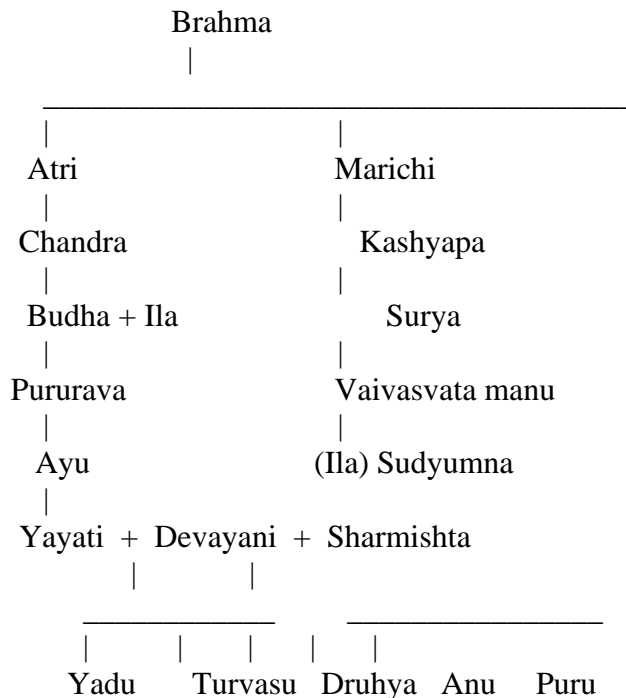 Brahma
Atri Marichi
Chandra Kashyapa
Budha + Ila Surya
Pururava Vaivasvata manu
Ayu (Ila) Sudyumna
Yayati + Devayani + Sharmishta
Yadu Turvasu Druhya Anu Puru